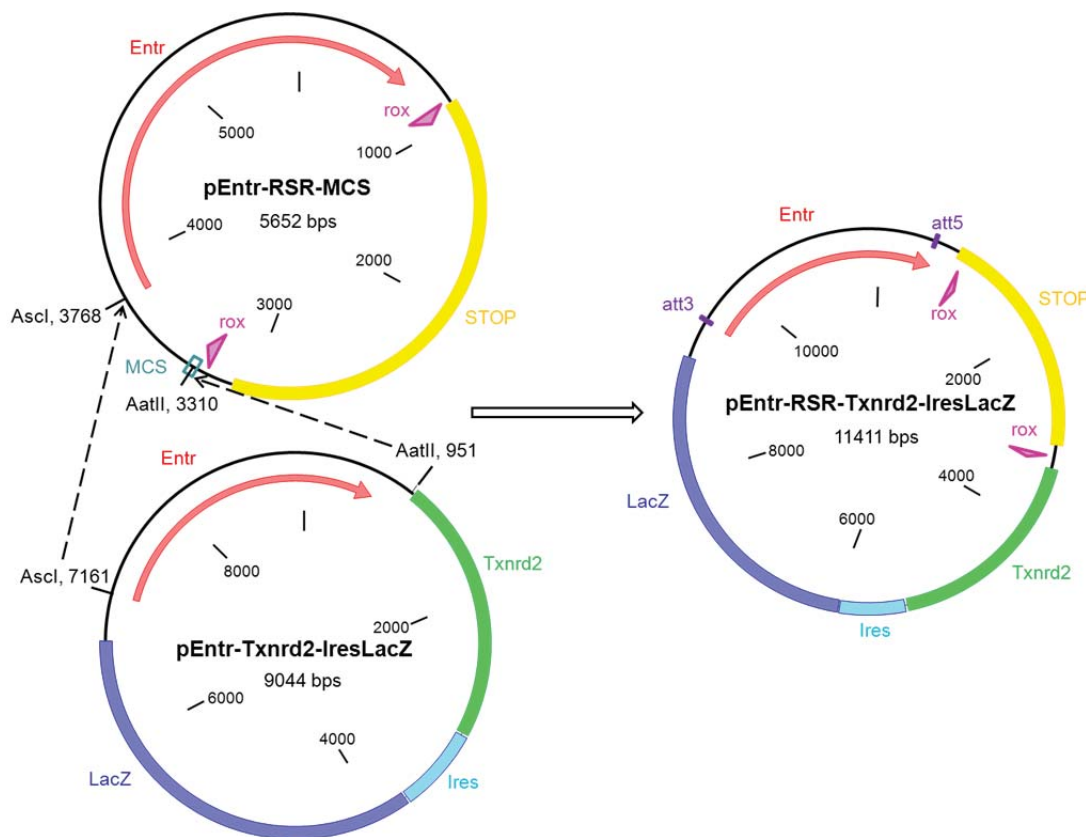 Entr
rox
5000
1000
pEntr-RSR-MCS
5652 bps
4000
2000
3000
AscI, 3768
rox
STOP
MCS
AatII, 3310
Entr
AatII, 951
AscI, 7161
8000
Txnrd2
2000
pEntr-Txnrd2-IresLacZ
9044 bps
6000
4000
LacZ
Ires
Entr
att5
att3
rox
STOP
10000
2000
pEntr-RSR-Txnrd2-IresLacZ
11411 bps
rox
8000
4000
LacZ
6000
Txnrd2
Ires